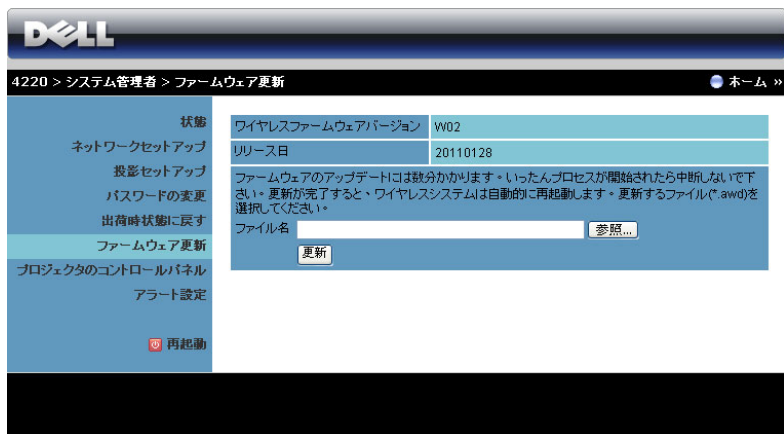 DELL
4220 > システム管理者 > ファームウェア更新
ホーム »
状態
ネットワークセットアップ
投影セットアップ
パスワードの変更
出荷時状態に戻す
ファームウェア更新
プロジェクタのコントロールパネル
アラート設定
再起動
ワイヤレスファームウェアバージョン W02
リリース日 20110128
ファームウェアのアップデートには数分かかります。いったんプロセスが開始されたら中断しないで下
さい。更新が完了すると、ワイヤレスシステムは自動的に再起動します。更新するファイル(*.awd)を
選択してください。
ファイル名 参照...
更新